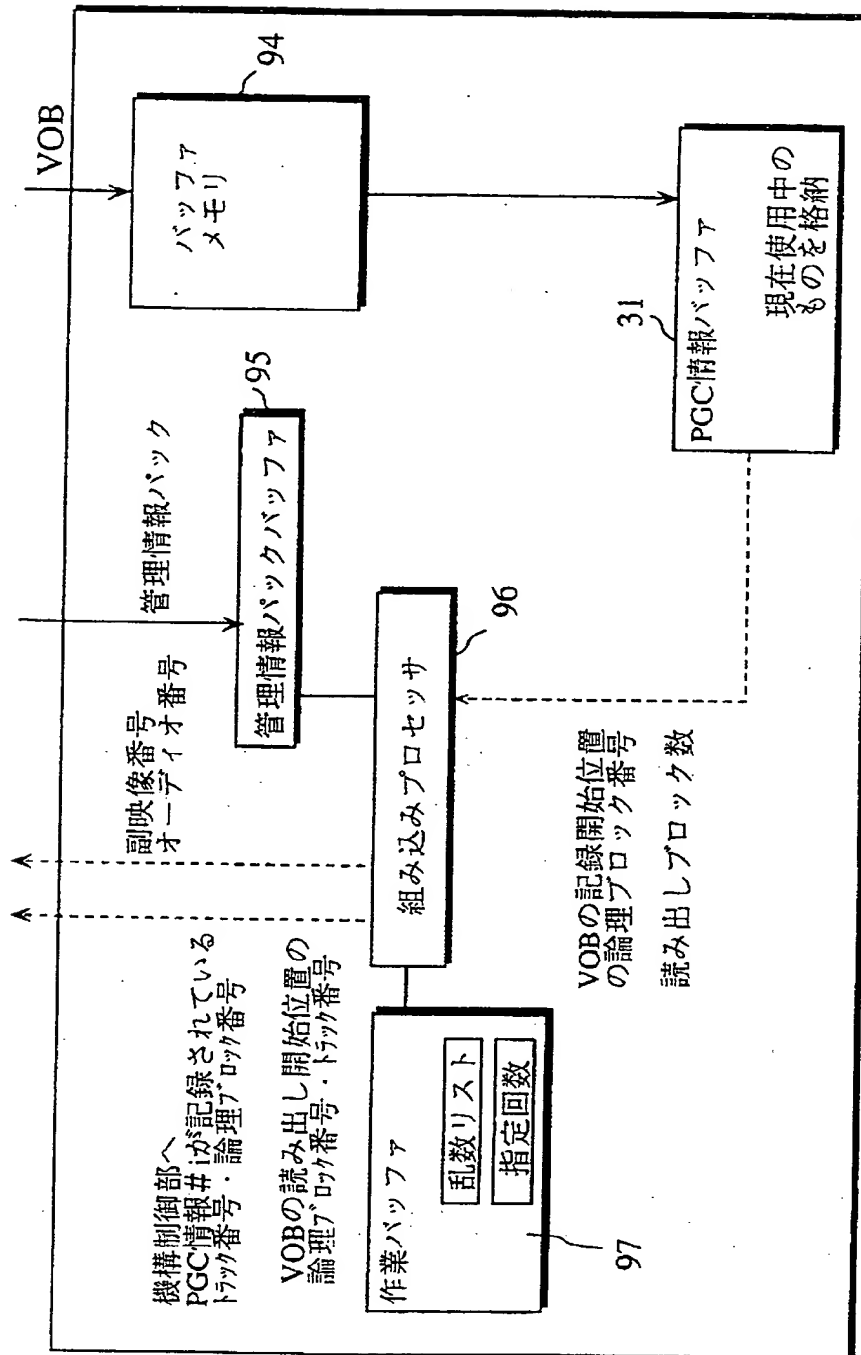 VOB
バッファ
メモリ
94
管理情報パック
管理情報パックバッファ
95
副映像番号
オーディオ番号
機構制御部へ
PGC情報#iが記録されている
トラック番号・論理ブロック番号
VOBの読み出し開始位置の
論理ブロック番号・トラック番号
組み込みプロセッサ
96
作業バッファ
乱数リスト
指定回数
97
PGC情報バッファ
現在使用中の
ものを格納
31
VOBの記録開始位置
の論理ブロック番号
読み出しブロック数